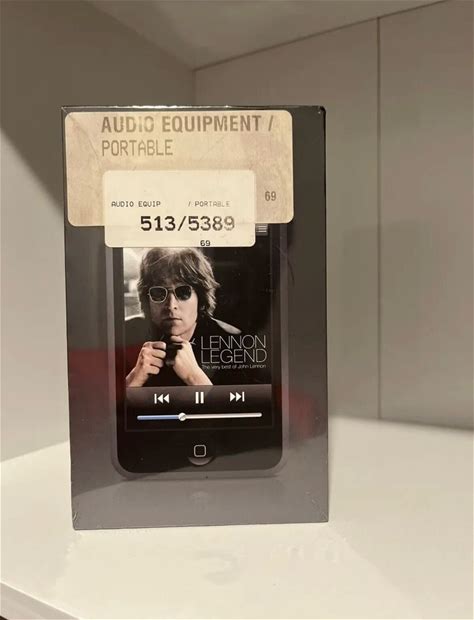 AUDIO EQUIPMENT /
PORTABLE
69
AUDIO EQUIP / PORTABLE
513/5389
69
LENNON
LEGEND
The very best of John Lennon